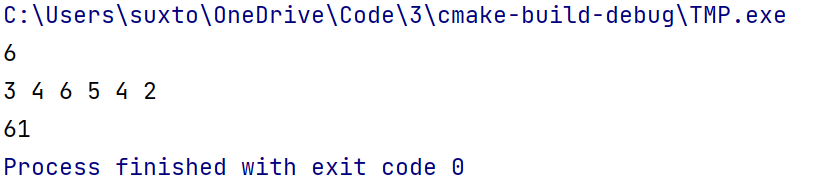 C:\Users\suxto\OneDrive\Code\3\cmake-build-debug\TMP.exe
6
3 4 6 5 4 2
61
Process finished with exit code 0